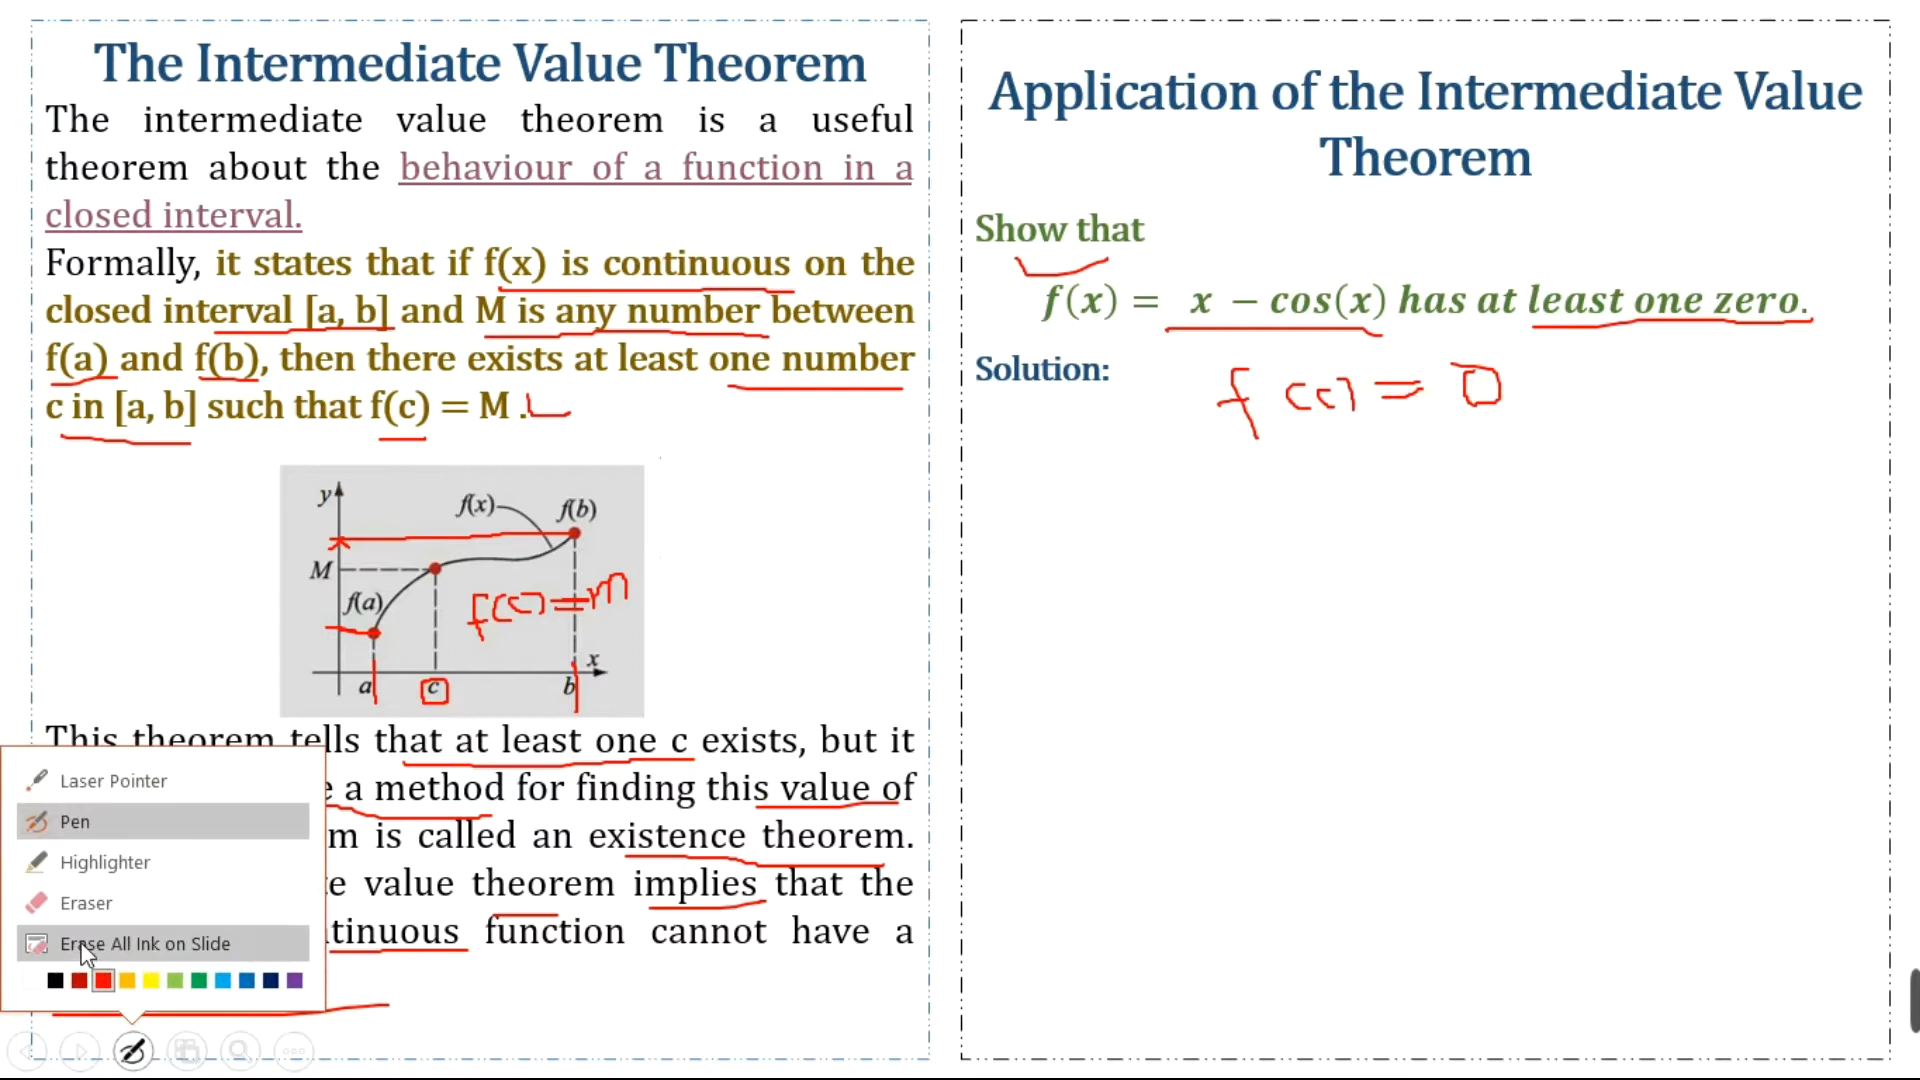 The Intermediate Value Theorem
The intermediate value theorem is a useful
theorem about the behaviour of a function in a
closed interval.
Formally, it states that if f(x) is continuous on the
closed interval [a, b] and M is any number between
f(a) and f(b), then there exists at least one number
c in [a, b] such that f(c) = M .
y
f(x)
f(b)
M
f(a)
f(c)=m
x
a
c
b
This theorem tells that at least one c exists, but it
a method for finding this value of
is called an existence theorem.
value theorem implies that the
function cannot have a
Laser Pointer
Pen
Highlighter
Eraser
Erase All Ink on Slide
Application of the Intermediate Value
Theorem
Show that
f(x) = x − cos(x) has at least one zero.
Solution:
f(c) = 0